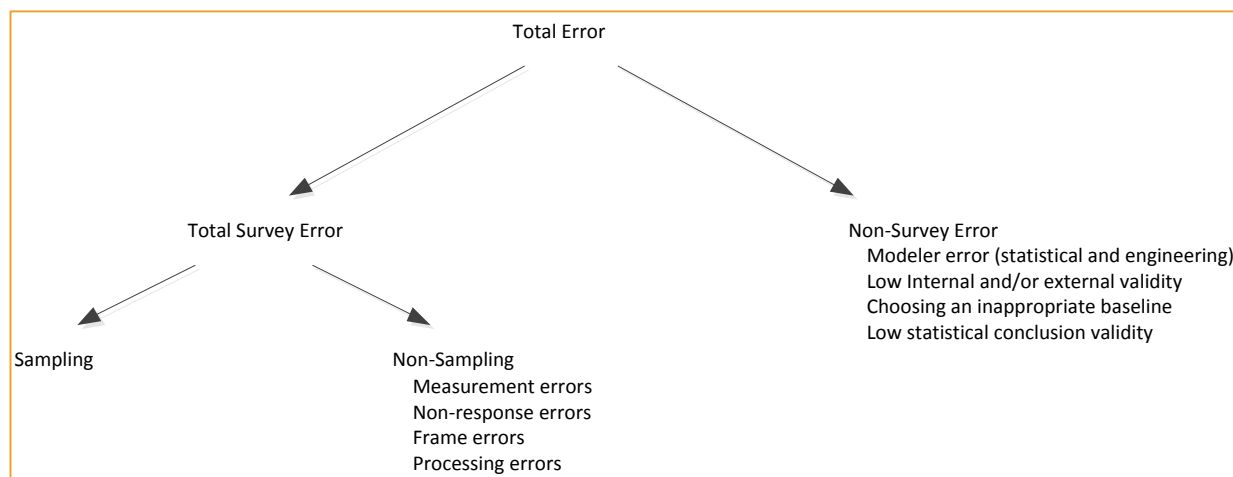 Total Error
Total Survey Error
Non-Survey Error
Modeler error (statistical and engineering)
Low Internal and/or external validity
Choosing an inappropriate baseline
Low statistical conclusion validity
Sampling
Non-Sampling
Measurement errors
Non-response errors
Frame errors
Processing errors